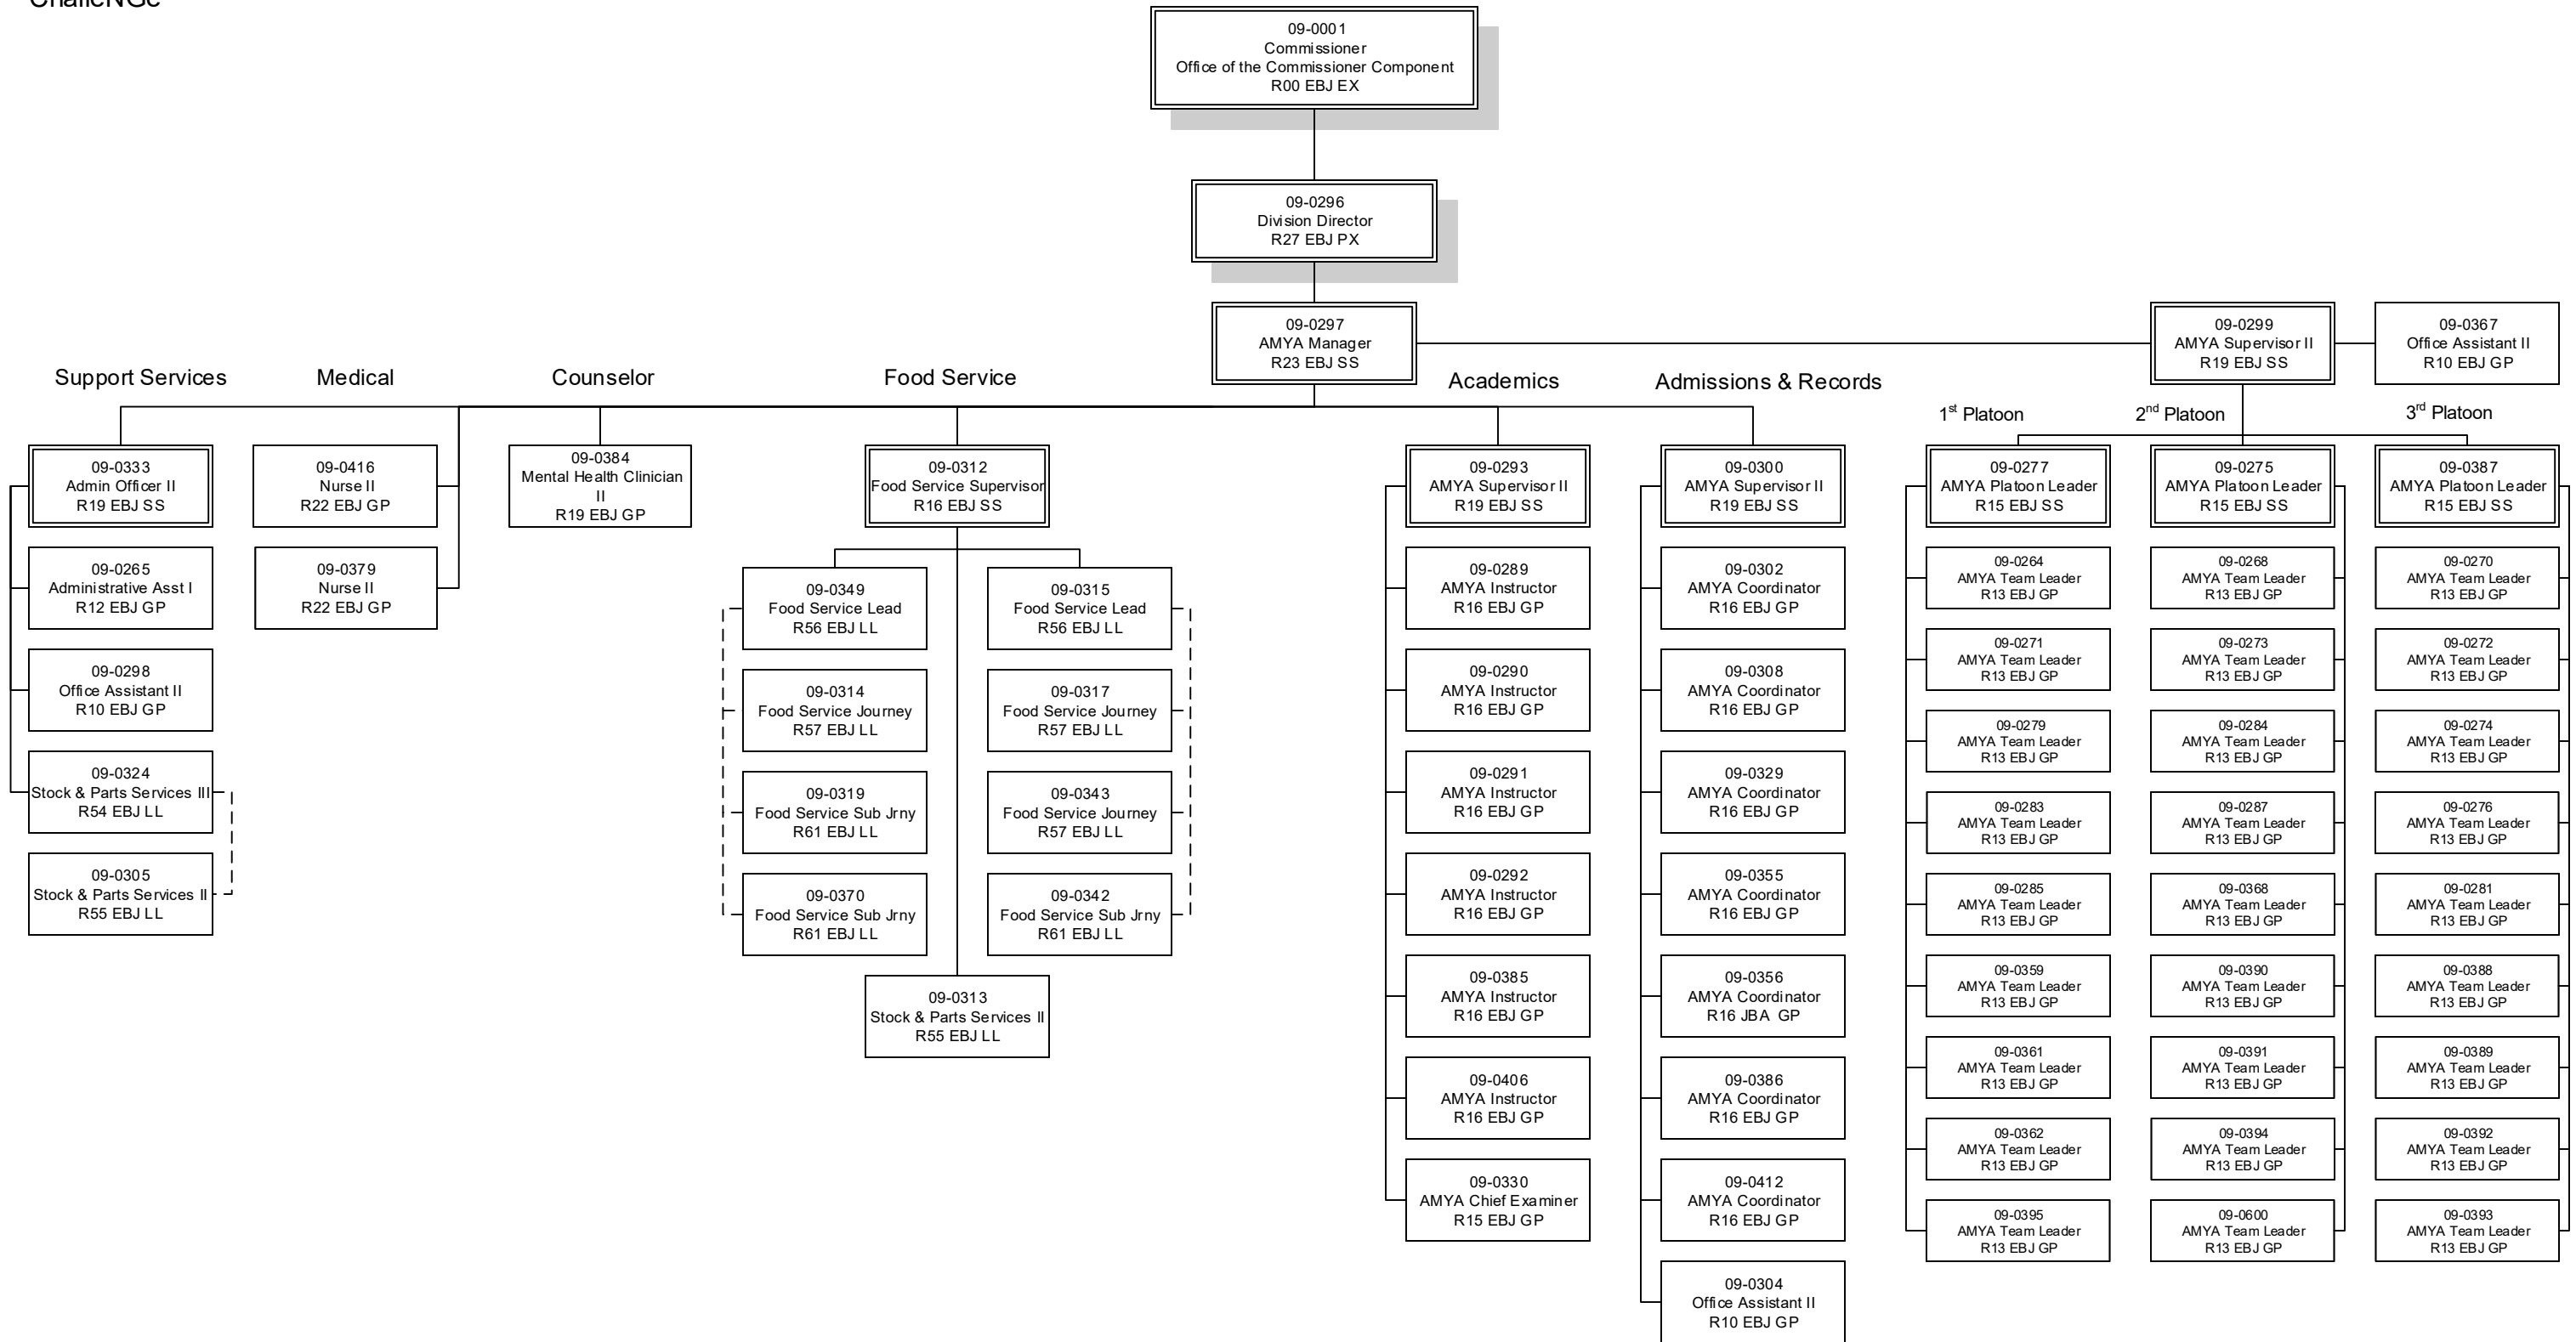 ChalleNGe
09-0001
Commissioner
Office of the Commissioner Component
R00 EBJ EX
09-0296
Division Director
R27 EBJ PX
09-0297
AMYA Manager
R23 EBJ SS
09-0299
AMYA Supervisor II
R19 EBJ SS
09-0367
Office Assistant II
R10 EBJ GP
Support Services
09-0333
Admin Officer II
R19 EBJ SS
09-0265
Administrative Asst I
R12 EBJ GP
09-0298
Office Assistant II
R10 EBJ GP
09-0324
Stock & Parts Services III
R54 EBJ LL
09-0305
Stock & Parts Services II
R55 EBJ LL
Medical
09-0416
Nurse II
R22 EBJ GP
09-0379
Nurse II
R22 EBJ GP
Counselor
09-0384
Mental Health Clinician
II
R19 EBJ GP
Food Service
09-0312
Food Service Supervisor
R16 EBJ SS
09-0349
Food Service Lead
R56 EBJ LL
09-0314
Food Service Journey
R57 EBJ LL
09-0319
Food Service Sub Jrny
R61 EBJ LL
09-0370
Food Service Sub Jrny
R61 EBJ LL
09-0315
Food Service Lead
R56 EBJ LL
09-0317
Food Service Journey
R57 EBJ LL
09-0343
Food Service Journey
R57 EBJ LL
09-0342
Food Service Sub Jrny
R61 EBJ LL
09-0313
Stock & Parts Services II
R55 EBJ LL
Academics
09-0293
AMYA Supervisor II
R19 EBJ SS
09-0289
AMYA Instructor
R16 EBJ GP
09-0290
AMYA Instructor
R16 EBJ GP
09-0291
AMYA Instructor
R16 EBJ GP
09-0292
AMYA Instructor
R16 EBJ GP
09-0385
AMYA Instructor
R16 EBJ GP
09-0406
AMYA Instructor
R16 EBJ GP
09-0330
AMYA Chief Examiner
R15 EBJ GP
Admissions & Records
09-0300
AMYA Supervisor II
R19 EBJ SS
09-0302
AMYA Coordinator
R16 EBJ GP
09-0308
AMYA Coordinator
R16 EBJ GP
09-0329
AMYA Coordinator
R16 EBJ GP
09-0355
AMYA Coordinator
R16 EBJ GP
09-0356
AMYA Coordinator
R16 JBA GP
09-0386
AMYA Coordinator
R16 EBJ GP
09-0412
AMYA Coordinator
R16 EBJ GP
09-0304
Office Assistant II
R10 EBJ GP
1st Platoon
09-0277
AMYA Platoon Leader
R15 EBJ SS
09-0264
AMYA Team Leader
R13 EBJ GP
09-0271
AMYA Team Leader
R13 EBJ GP
09-0279
AMYA Team Leader
R13 EBJ GP
09-0283
AMYA Team Leader
R13 EBJ GP
09-0285
AMYA Team Leader
R13 EBJ GP
09-0359
AMYA Team Leader
R13 EBJ GP
09-0361
AMYA Team Leader
R13 EBJ GP
09-0362
AMYA Team Leader
R13 EBJ GP
09-0395
AMYA Team Leader
R13 EBJ GP
2nd Platoon
09-0275
AMYA Platoon Leader
R15 EBJ SS
09-0268
AMYA Team Leader
R13 EBJ GP
09-0273
AMYA Team Leader
R13 EBJ GP
09-0284
AMYA Team Leader
R13 EBJ GP
09-0287
AMYA Team Leader
R13 EBJ GP
09-0368
AMYA Team Leader
R13 EBJ GP
09-0390
AMYA Team Leader
R13 EBJ GP
09-0391
AMYA Team Leader
R13 EBJ GP
09-0394
AMYA Team Leader
R13 EBJ GP
09-0600
AMYA Team Leader
R13 EBJ GP
3rd Platoon
09-0387
AMYA Platoon Leader
R15 EBJ SS
09-0270
AMYA Team Leader
R13 EBJ GP
09-0272
AMYA Team Leader
R13 EBJ GP
09-0274
AMYA Team Leader
R13 EBJ GP
09-0276
AMYA Team Leader
R13 EBJ GP
09-0281
AMYA Team Leader
R13 EBJ GP
09-0388
AMYA Team Leader
R13 EBJ GP
09-0389
AMYA Team Leader
R13 EBJ GP
09-0392
AMYA Team Leader
R13 EBJ GP
09-0393
AMYA Team Leader
R13 EBJ GP